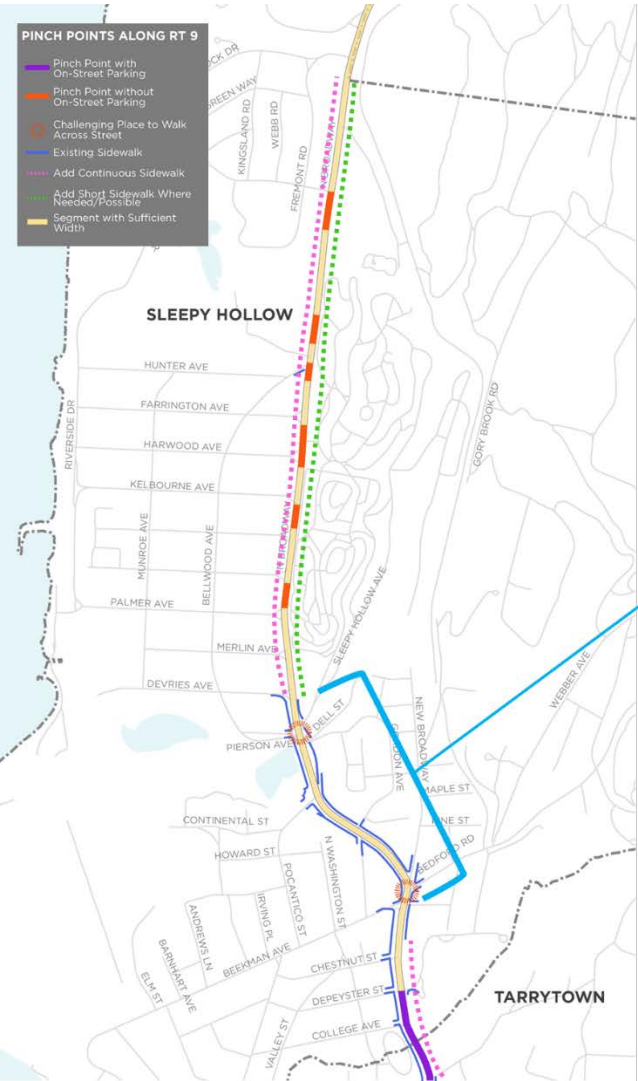 PINCH POINTS ALONG RT 9
Pinch Point with
On-Street Parking
Pinch Point without
On-Street Parking
Challenging Place to Walk
Across Street
Existing Sidewalk
Add Continuous Sidewalk
Add Short Sidewalk Where
Needed/Possible
Segment with Sufficient
Width
OCK DR
GREEN WAY
KINGSLAND RD
WEBB RD
FREMONT RD
SLEEPY HOLLOW
HUNTER AVE
FARRINGTON AVE
RIVERSIDE DR
HARWOOD AVE
GORY BROOK RD
KELBOURNE AVE
MUNROE AVE
BELLWOOD AVE
N BROADWAY
PALMER AVE
SLEEPY HOLLOW AVE
MERLIN AVE
DEVRIES AVE
WEBBER AVE
DELL ST
NEW BROADWAY
PIERSON AVE
GORDON AVE
MAPLE ST
CONTINENTAL ST
PINE ST
HOWARD ST
N WASHINGTON ST
BEDFORD RD
POCANTICO ST
IRVING PL
ANDREWS LN
BEEKMAN AVE
BARNHART AVE
CHESTNUT ST
ELM ST
DEPEYSTER ST
TARRYTOWN
VALLEY ST
COLLEGE AVE